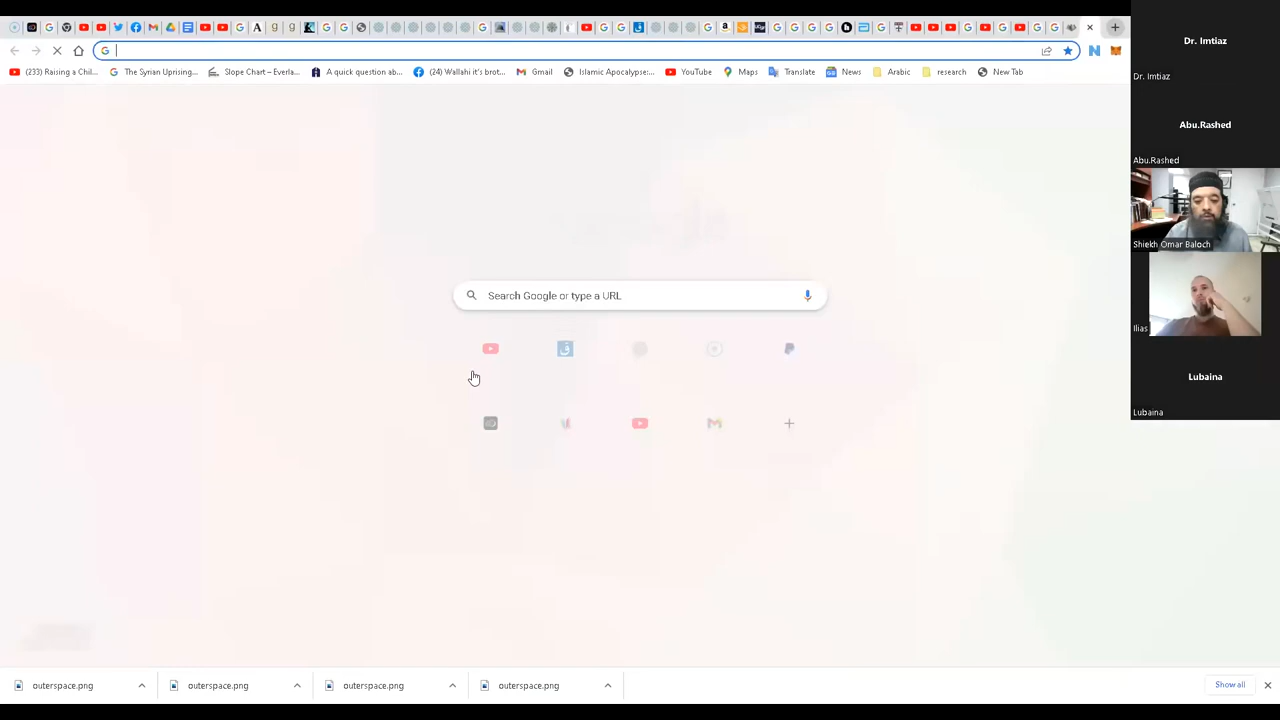 (233) Raising a Chil...
The Syrian Uprising...
Slope Chart – Everla...
A quick question ab...
(24) Wallahi it's brot...
Gmail
Islamic Apocalypse:...
YouTube
Maps
Translate
News
Arabic
research
New Tab
Search Google or type a URL
outerspace.png
outerspace.png
outerspace.png
outerspace.png
Show all
Dr. Imtiaz
Dr. Imtiaz
Abu.Rashed
Abu.Rashed
Shiekh Omar Baloch
Ilias
Lubaina
Lubaina